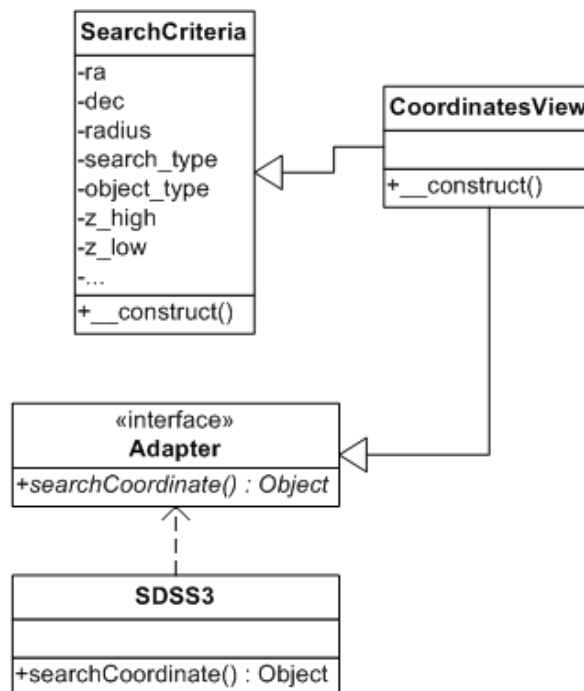 SearchCriteria
-ra
-dec
-radius
-search_type
-object_type
-z_high
-z_low
-...
+__construct()
CoordinatesView
+__construct()
«interface»
Adapter
+searchCoordinate() : Object
SDSS3
+searchCoordinate() : Object